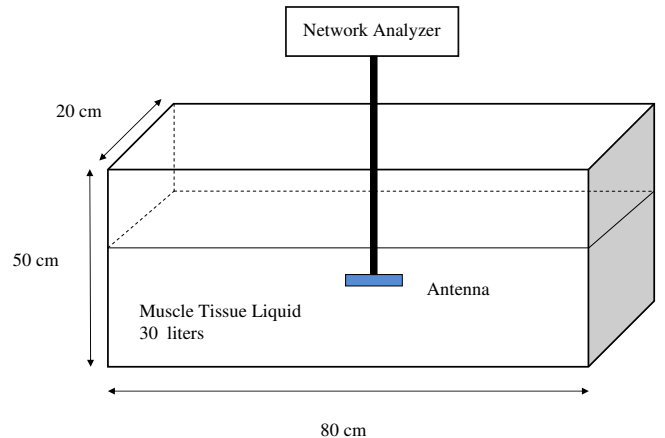 Network Analyzer
20 cm
50 cm
Antenna
Muscle Tissue Liquid
30 liters
80 cm